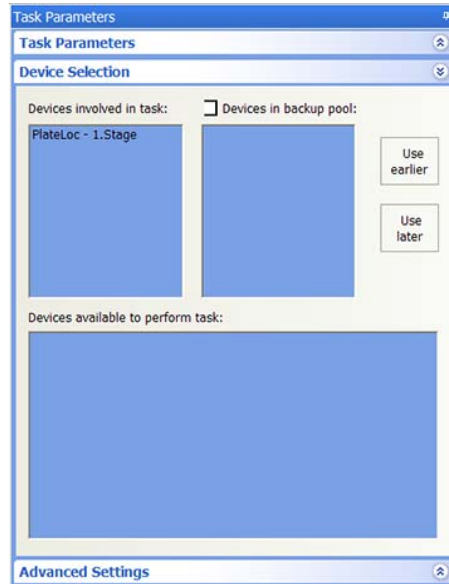 Task Parameters
Task Parameters
Device Selection
Devices involved in task:
Devices in backup pool:
PlateLoc - 1.Stage
Use
earlier
Use
later
Devices available to perform task:
Advanced Settings